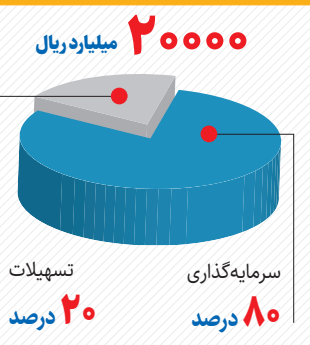 ۲۰۰۰۰ میلیارد ریال
سرمایه‌گذاری
۸۰ درصد
تسهیلات
۲۰ درصد